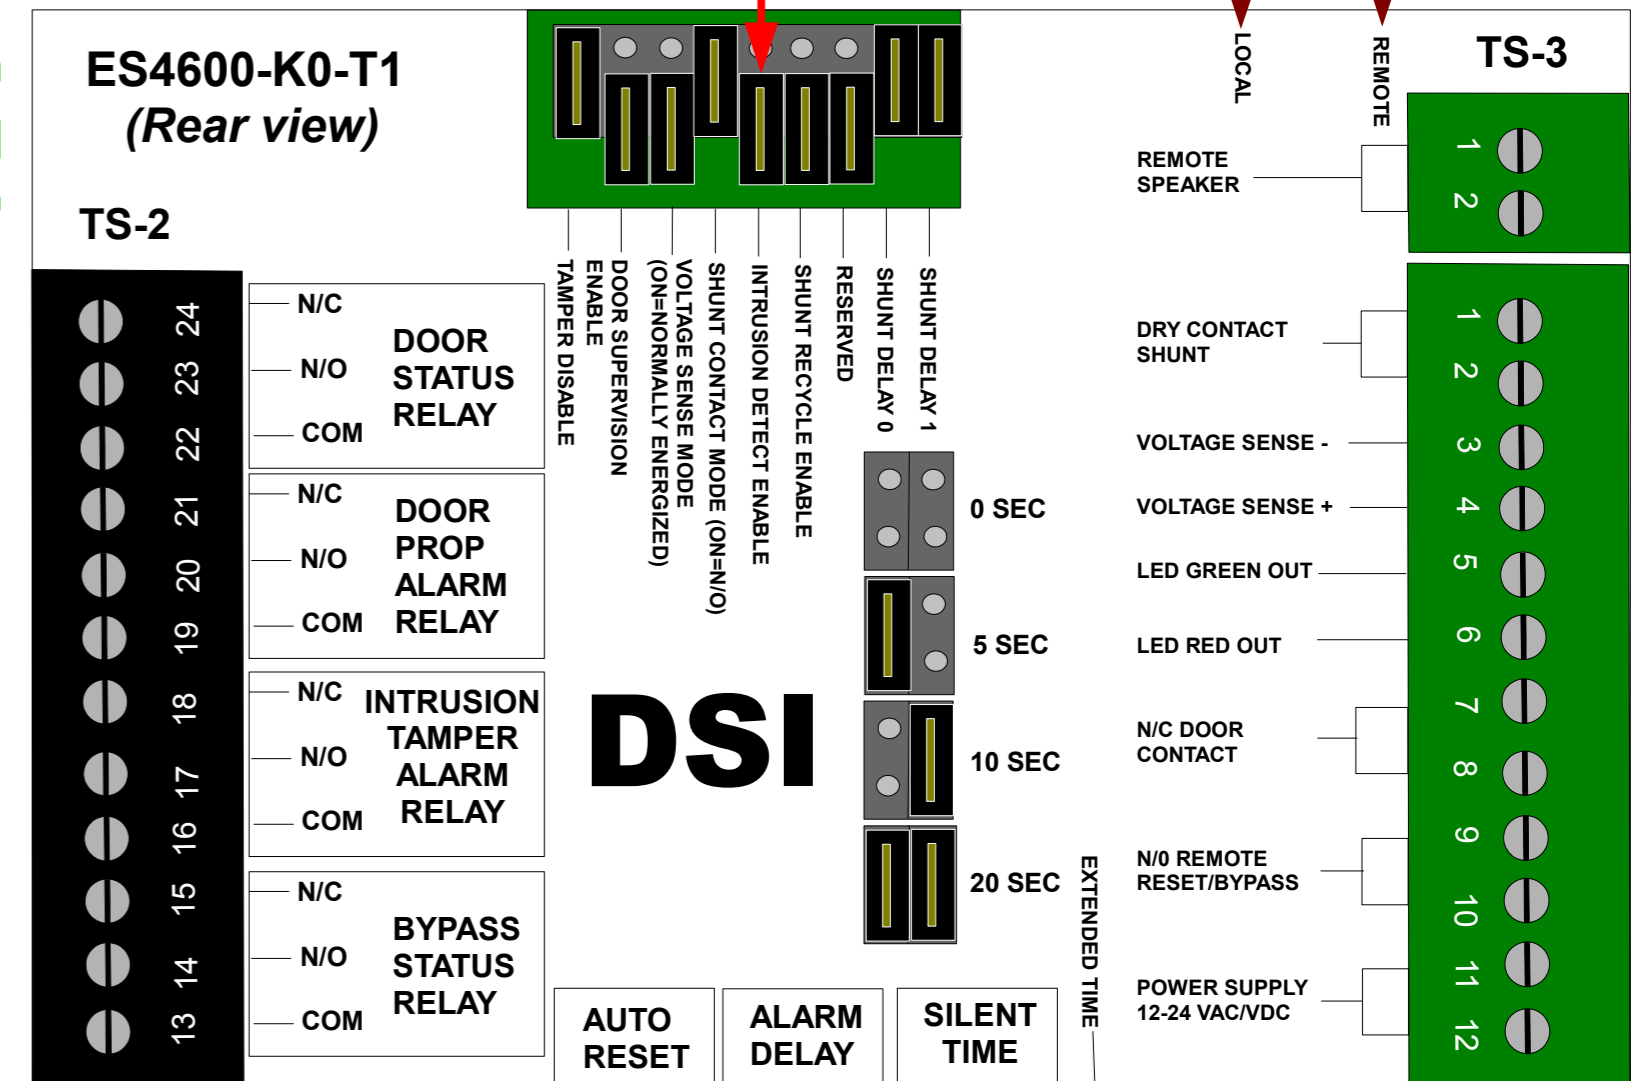 ES4600-K0-T1
(Rear view)
TS-2
24
23
22
21
20
19
18
17
16
15
14
13
N/C
N/O
COM
DOOR
STATUS
RELAY
N/C
N/O
COM
DOOR
PROP
ALARM
RELAY
N/C
N/O
COM
INTRUSION
TAMPER
ALARM
RELAY
N/C
N/O
COM
BYPASS
STATUS
RELAY
TAMPER DISABLE
DOOR SUPERVISION
ENABLE
VOLTAGE SENSE MODE
(ON=NORMALLY ENERGIZED)
SHUNT CONTACT MODE (ON=N/O)
INTRUSION DETECT ENABLE
SHUNT RECYCLE ENABLE
RESERVED
SHUNT DELAY 0
SHUNT DELAY 1
0 SEC
5 SEC
10 SEC
20 SEC
DSI
AUTO
RESET
ALARM
DELAY
SILENT
TIME
EXTENDED TIME
LOCAL
REMOTE
TS-3
REMOTE
SPEAKER
1
2
DRY CONTACT
SHUNT
VOLTAGE SENSE -
VOLTAGE SENSE +
LED GREEN OUT
LED RED OUT
N/C DOOR
CONTACT
N/0 REMOTE
RESET/BYPASS
POWER SUPPLY
12-24 VAC/VDC
1
2
3
4
5
6
7
8
9
10
11
12